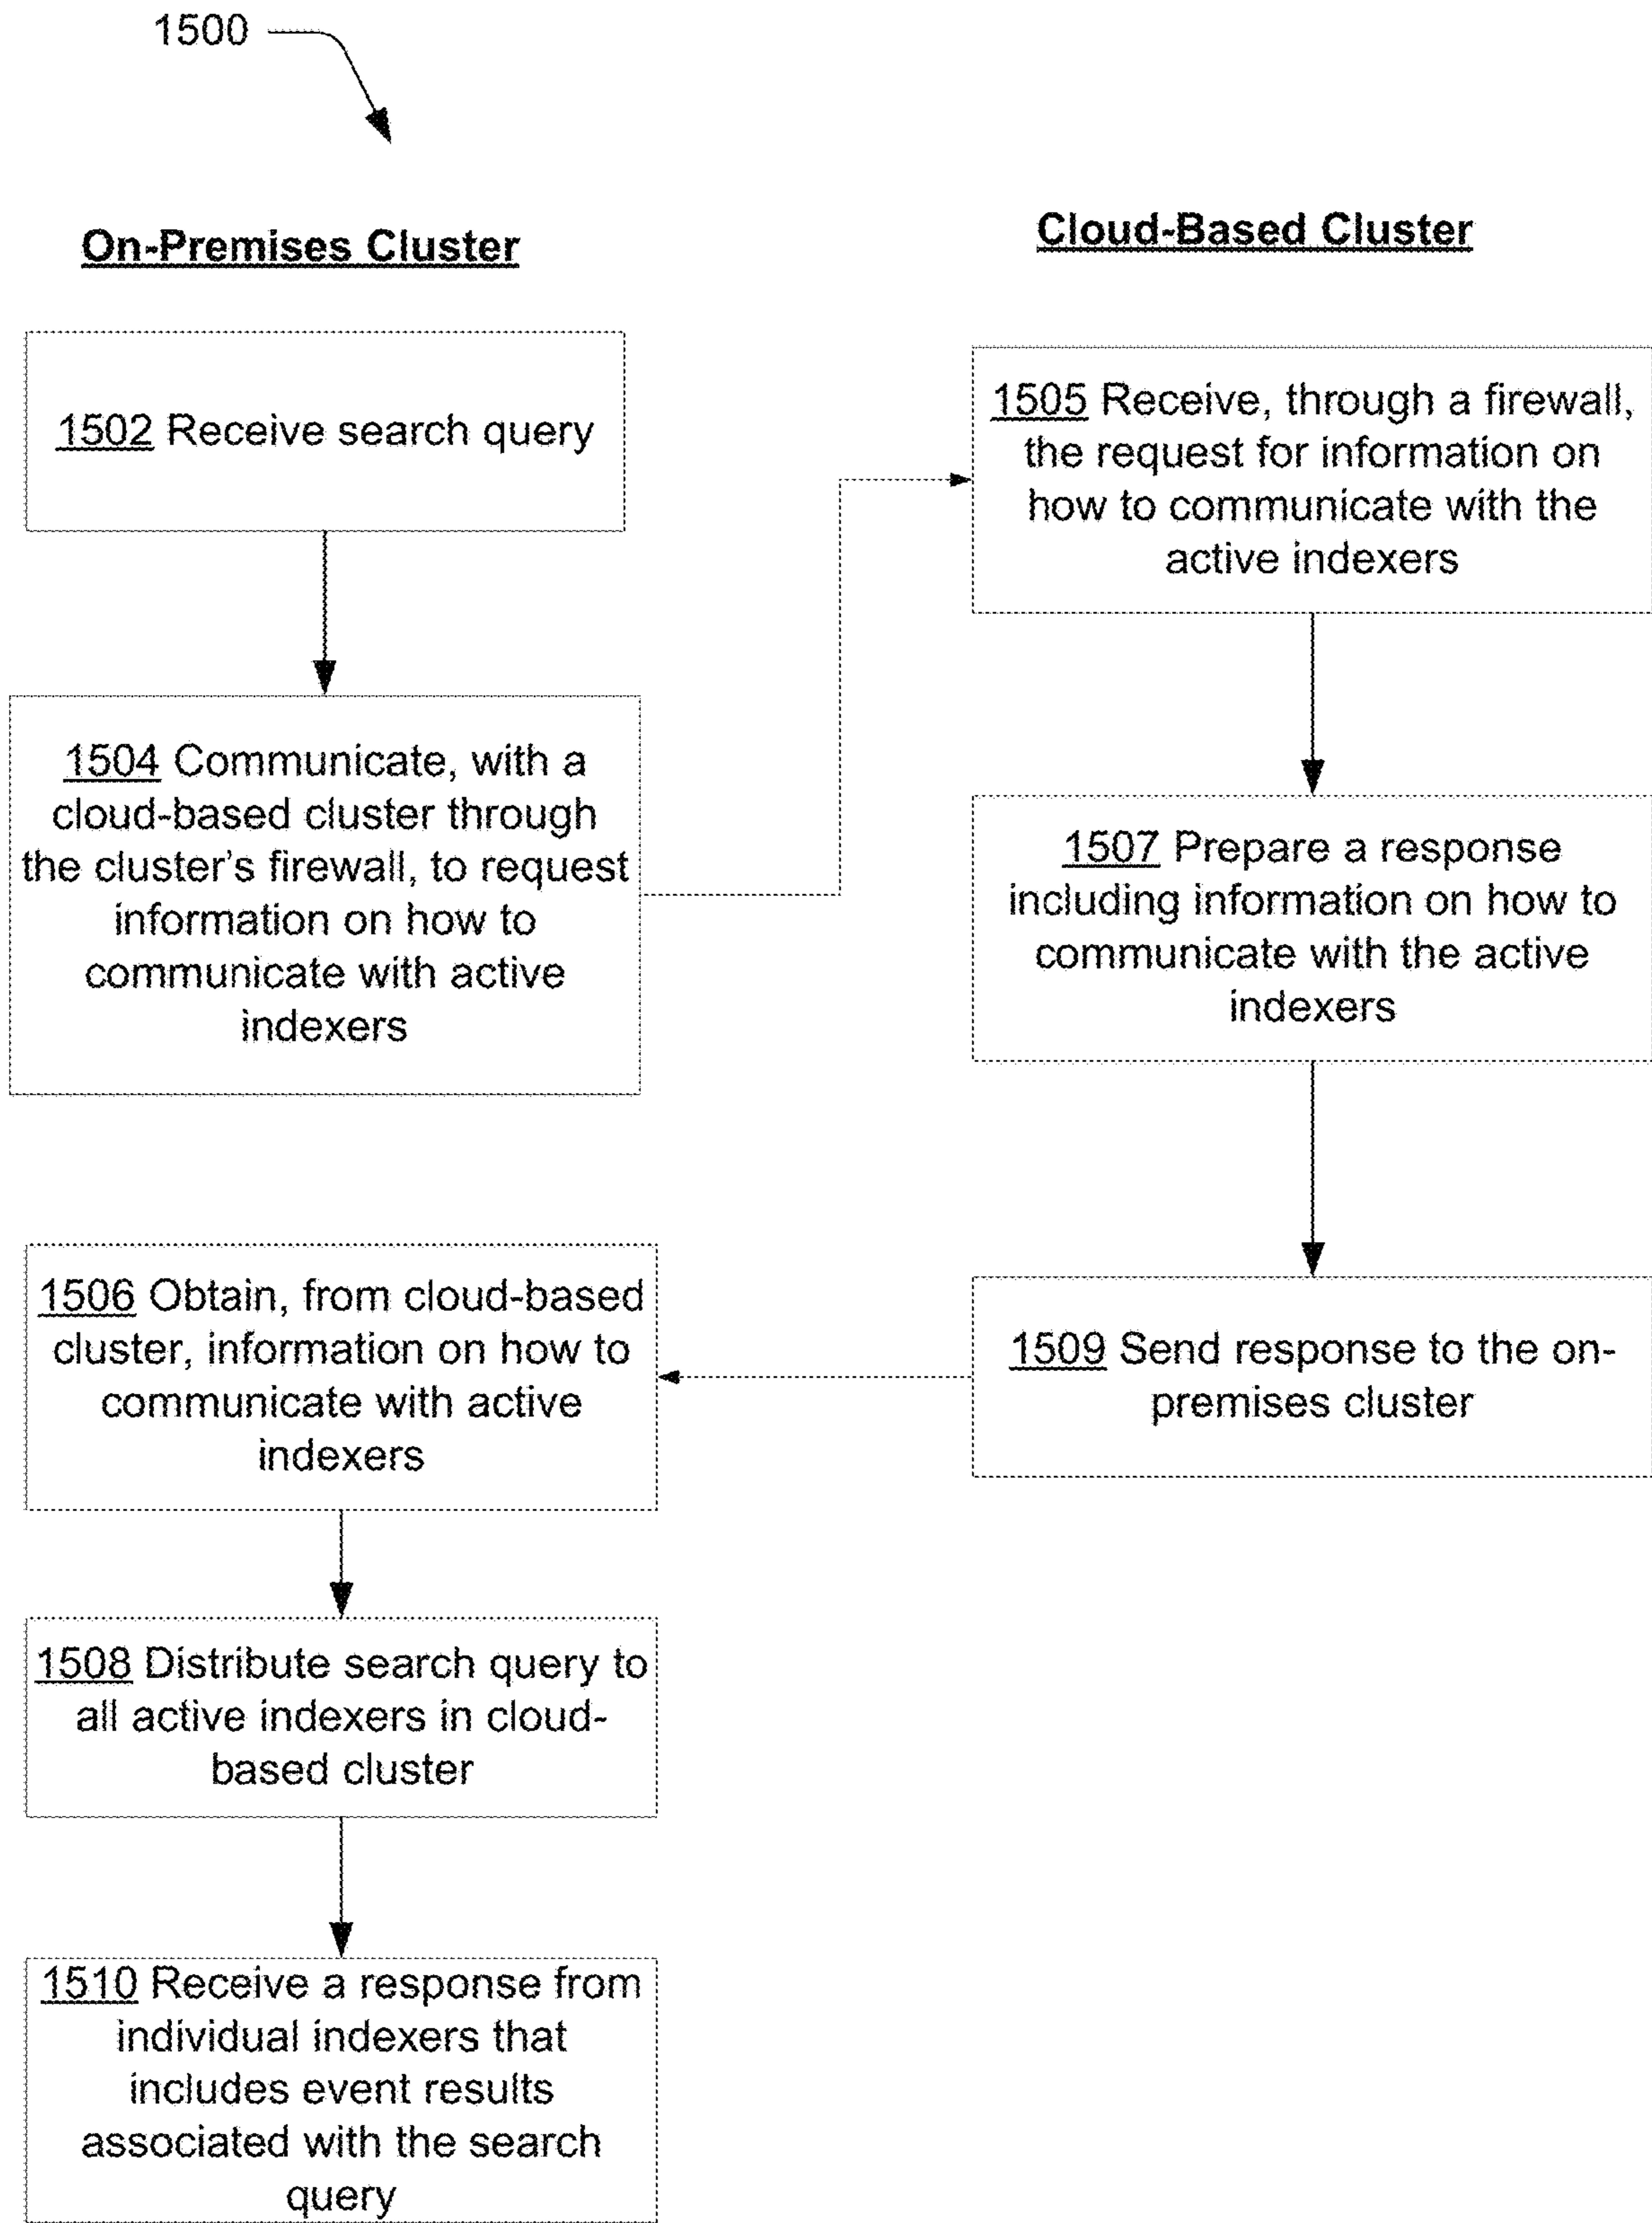 1500
On-Premises Cluster
Cloud-Based Cluster
1502 Receive search query
1504 Communicate, with a
cloud-based cluster through
the cluster's firewall, to request
information on how to
communicate with active
indexers
1505 Receive, through a firewall,
the request for information on
how to communicate with the
active indexers
1507 Prepare a response
including information on how to
communicate with the active
indexers
1509 Send response to the on-
premises cluster
1506 Obtain, from cloud-based
cluster, information on how to
communicate with active
indexers
1508 Distribute search query to
all active indexers in cloud-
based cluster
1510 Receive a response from
individual indexers that
includes event results
associated with the search
query